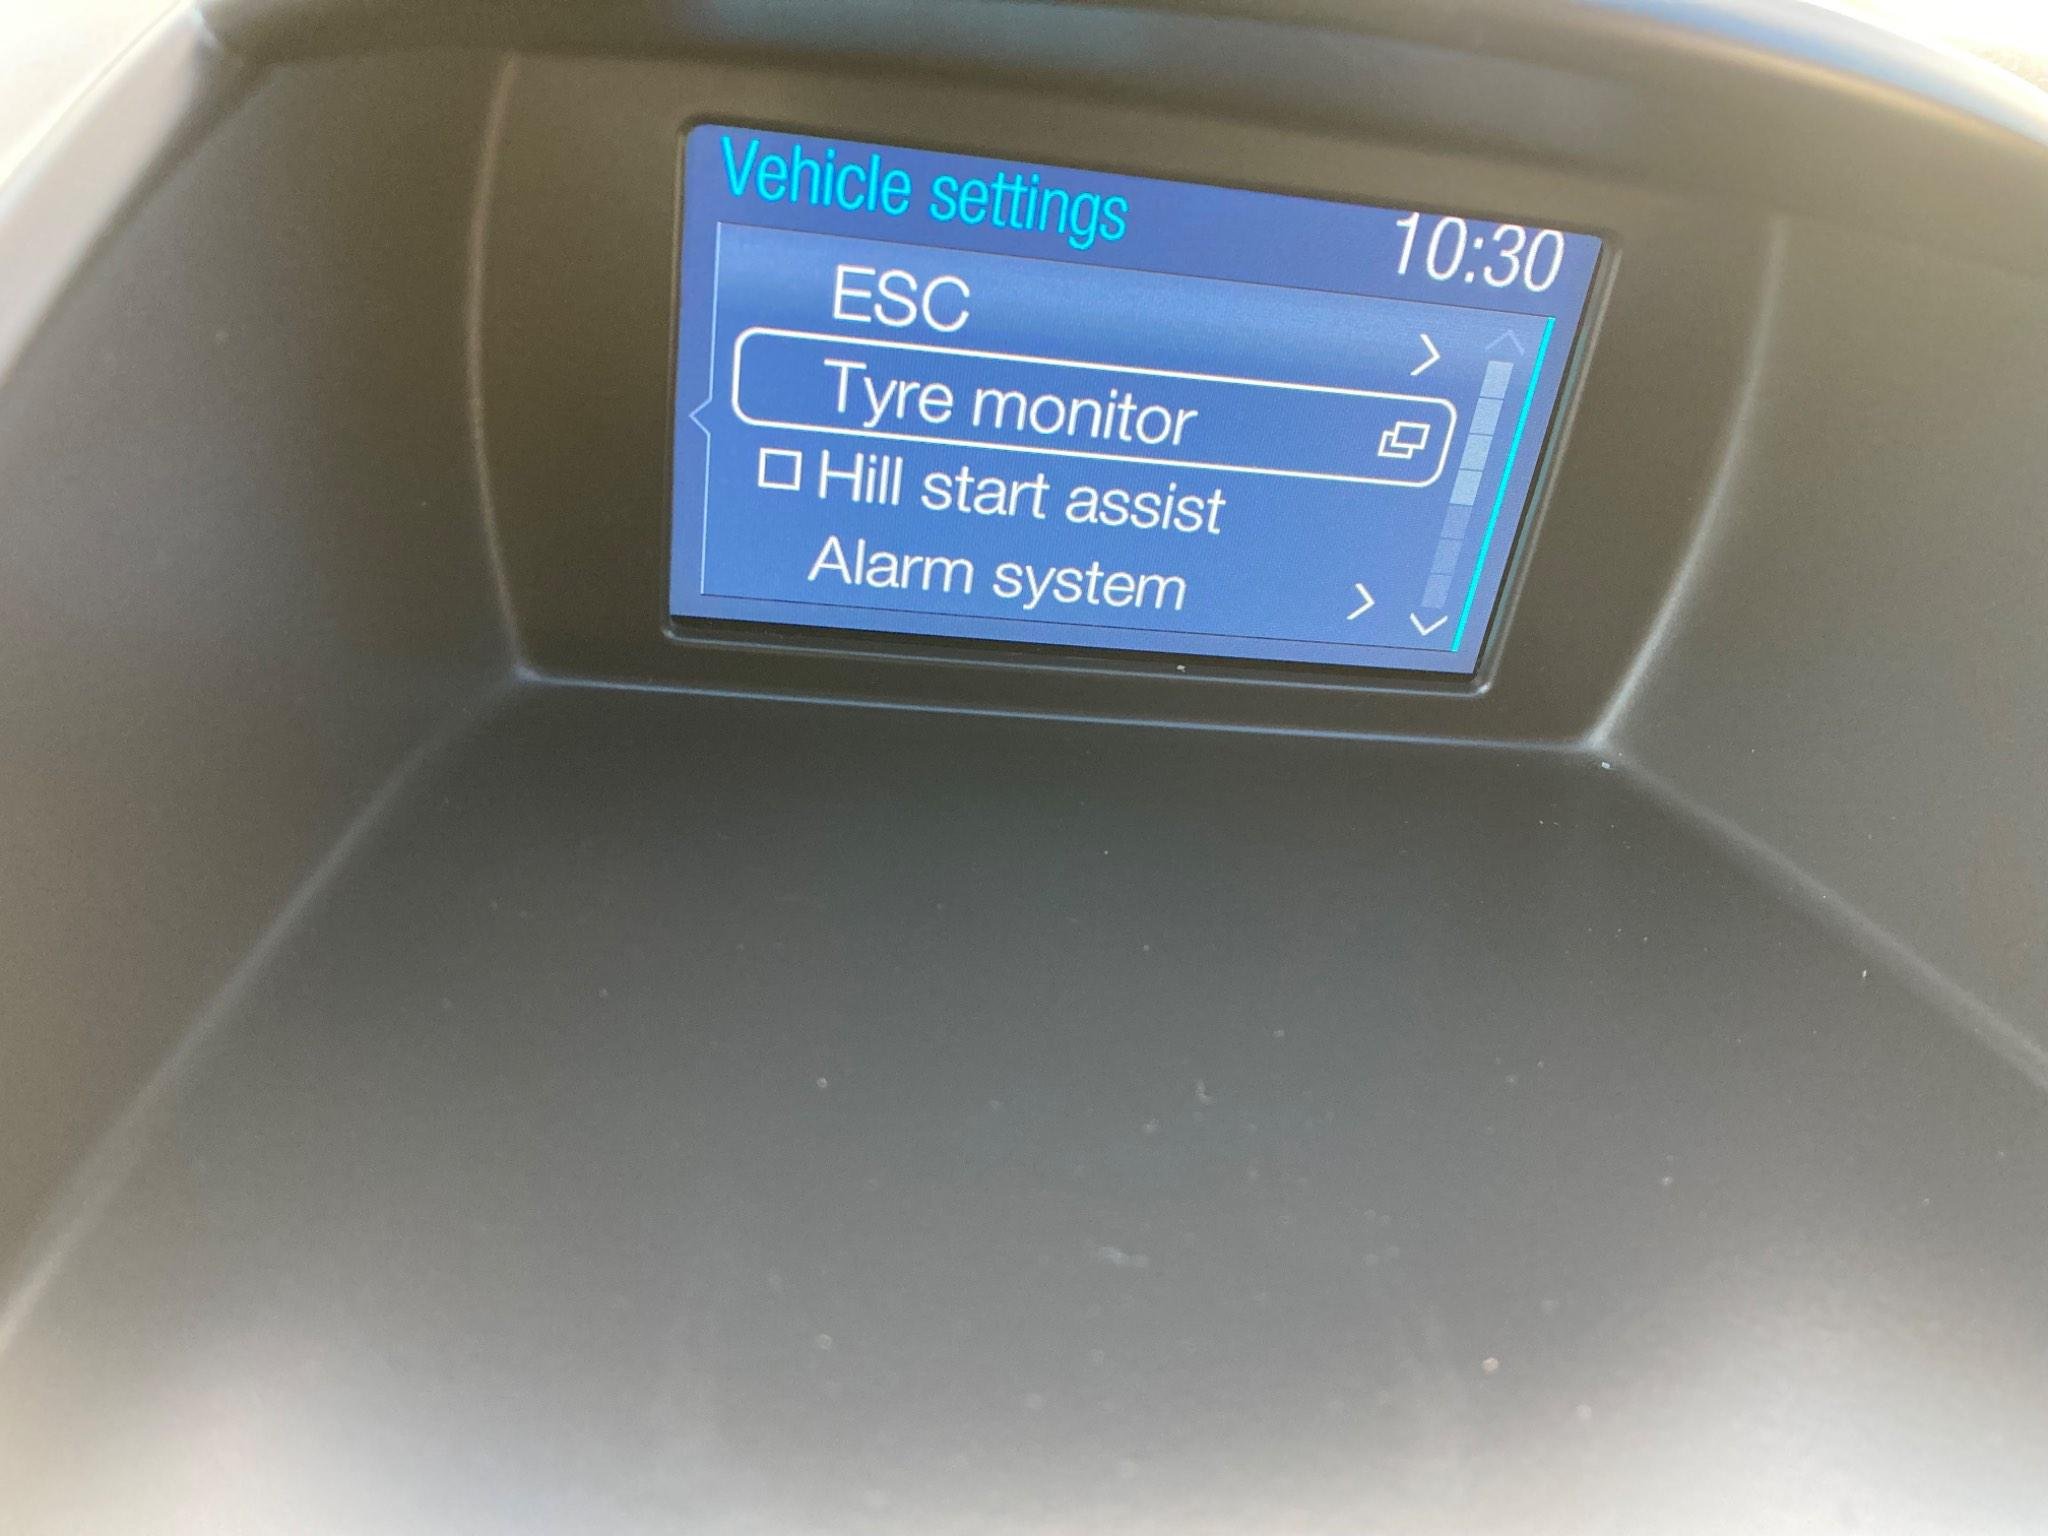 Vehicle settings
10:30
ESC
Tyre monitor
Hill start assist
Alarm system